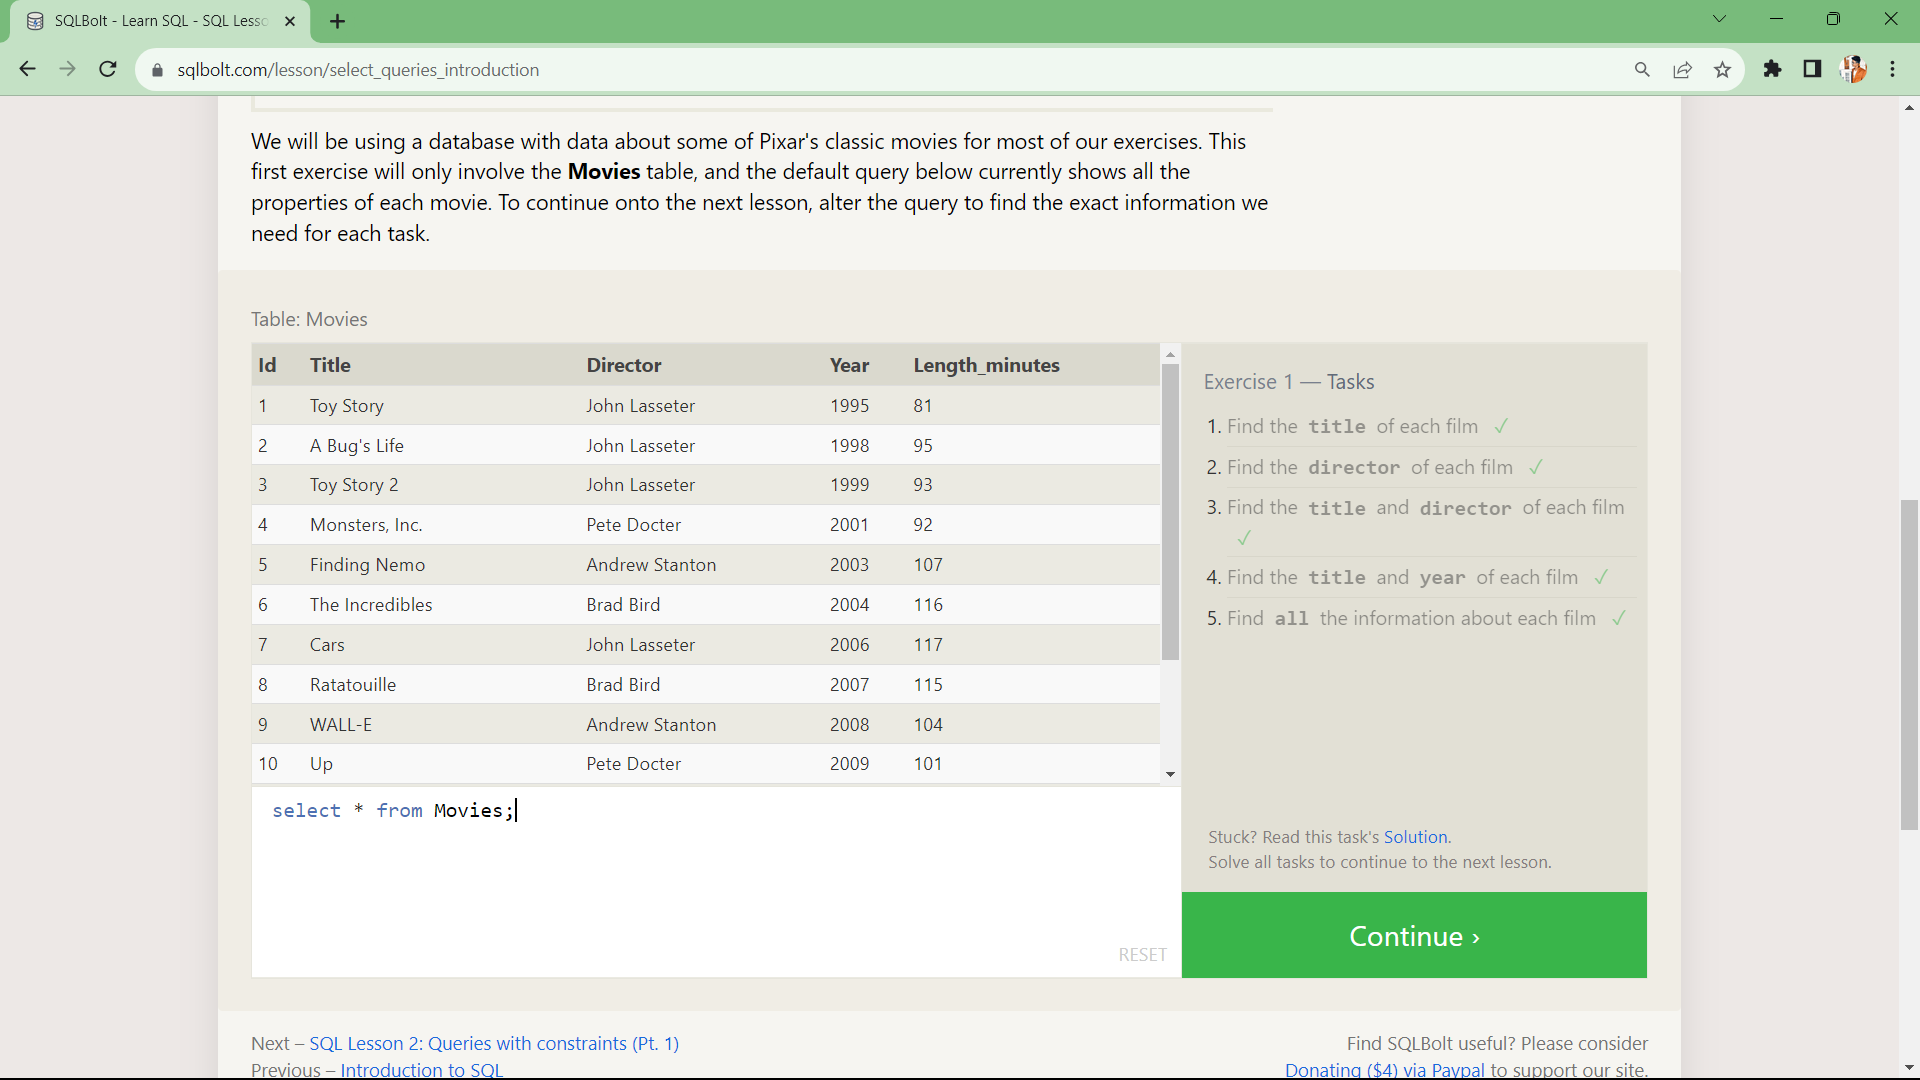 SQLBolt - Learn SQL - SQL Lesso
sqlbolt.com/lesson/select_queries_introduction
We will be using a database with data about some of Pixar's classic movies for most of our exercises. This
first exercise will only involve the Movies table, and the default query below currently shows all the
properties of each movie. To continue onto the next lesson, alter the query to find the exact information we
need for each task.
Table: Movies
Id Title Director Year Length_minutes
1 Toy Story John Lasseter 1995 81
2 A Bug's Life John Lasseter 1998 95
3 Toy Story 2 John Lasseter 1999 93
4 Monsters, Inc. Pete Docter 2001 92
5 Finding Nemo Andrew Stanton 2003 107
6 The Incredibles Brad Bird 2004 116
7 Cars John Lasseter 2006 117
8 Ratatouille Brad Bird 2007 115
9 WALL-E Andrew Stanton 2008 104
10 Up Pete Docter 2009 101
select * from Movies;
RESET
Exercise 1 — Tasks
1. Find the title of each film ✓
2. Find the director of each film ✓
3. Find the title and director of each film
✓
4. Find the title and year of each film ✓
5. Find all the information about each film ✓
Stuck? Read this task's Solution.
Solve all tasks to continue to the next lesson.
Continue ›
Next – SQL Lesson 2: Queries with constraints (Pt. 1)
Previous – Introduction to SQL
Find SQLBolt useful? Please consider
Donating ($4) via Paypal to support our site.